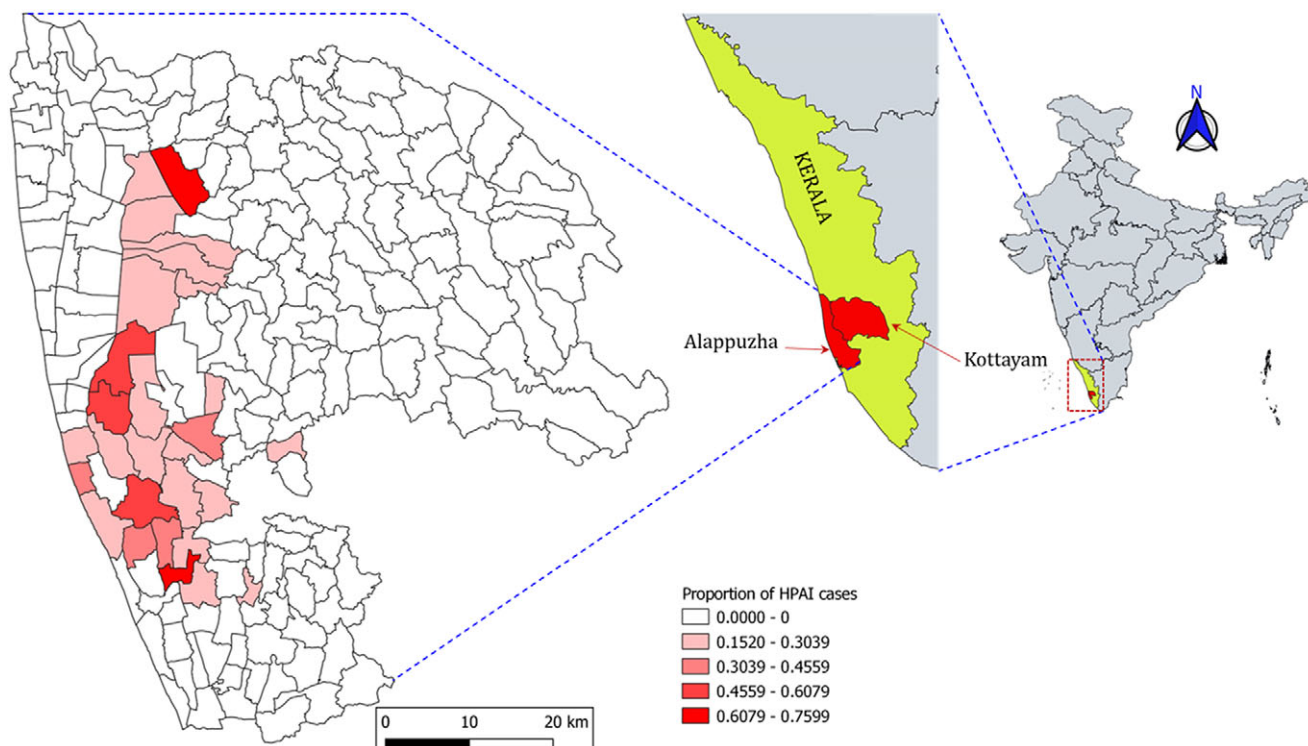 N
KERALA
Alappuzha
Kottayam
Proportion of HPAI cases
0.0000 - 0
0.1520 - 0.3039
0.3039 - 0.4559
0.4559 - 0.6079
0.6079 - 0.7599
0 10 20 km